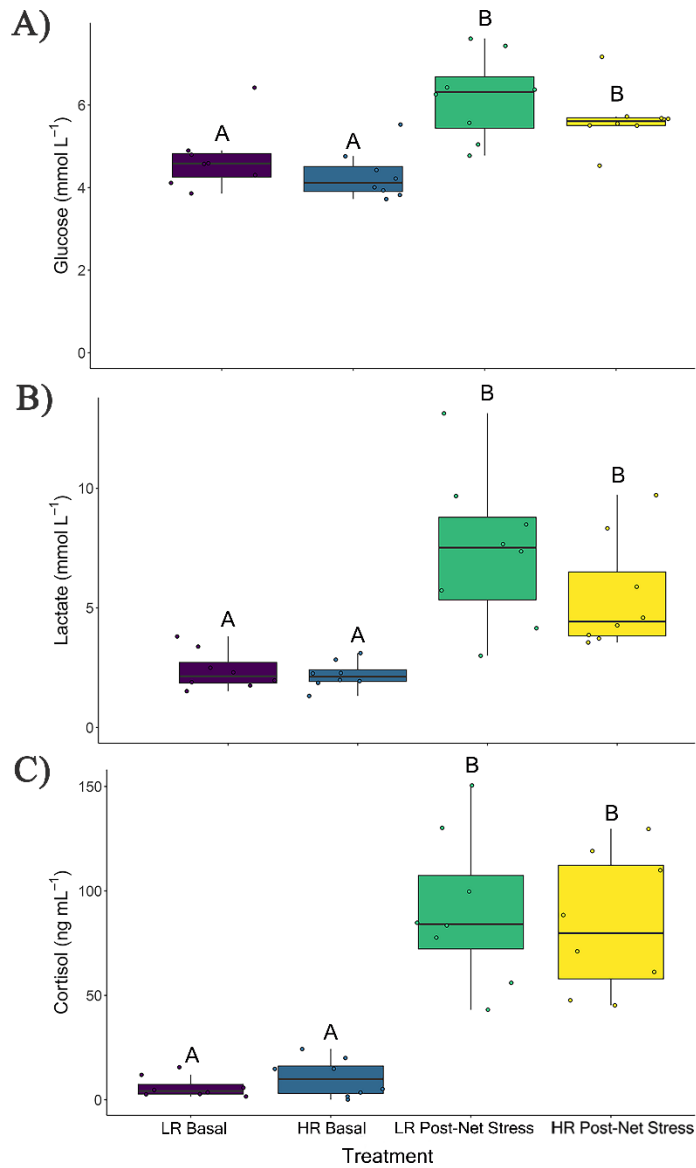 A)
Glucose (mmol L⁻¹)
6
4
2
0
A
A
B
B
B)
Lactate (mmol L⁻¹)
10
5
0
A
A
B
B
C)
Cortisol (ng mL⁻¹)
150
100
50
0
A
A
B
B
LR Basal
HR Basal
LR Post-Net Stress
HR Post-Net Stress
Treatment